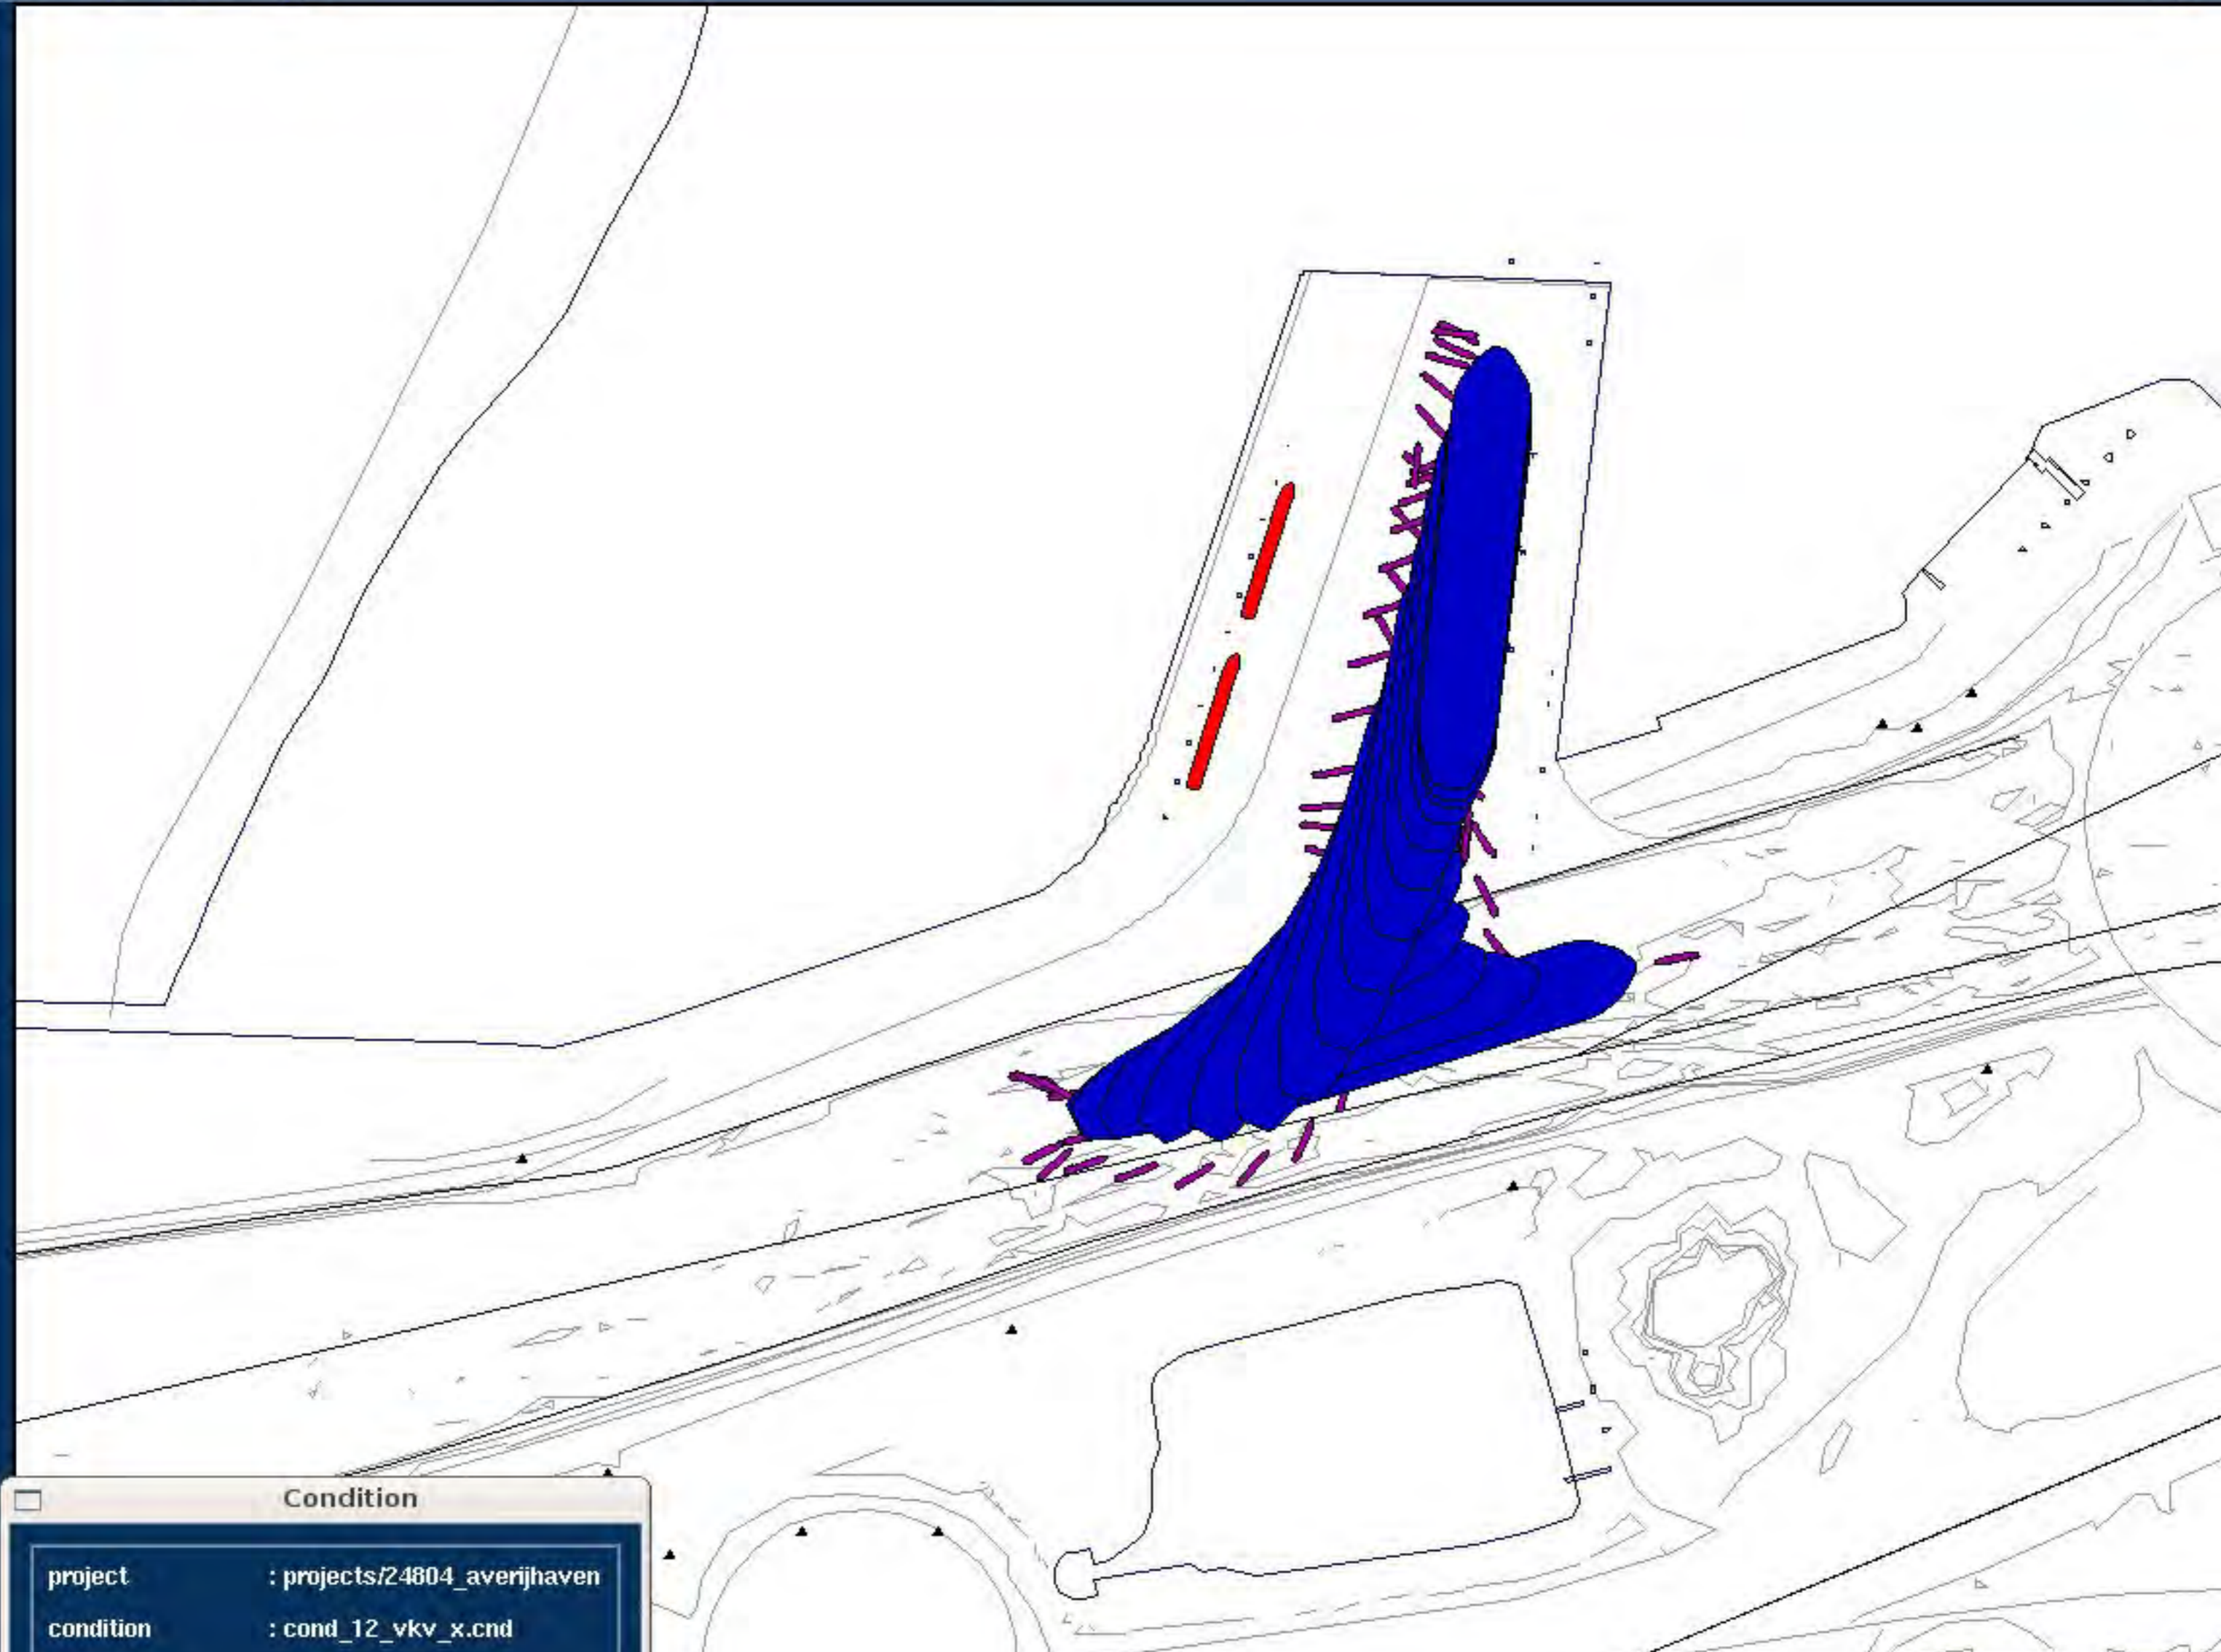 Condition
project : projects/24804_averijhaven
condition : cond_12_vkv_x.cnd